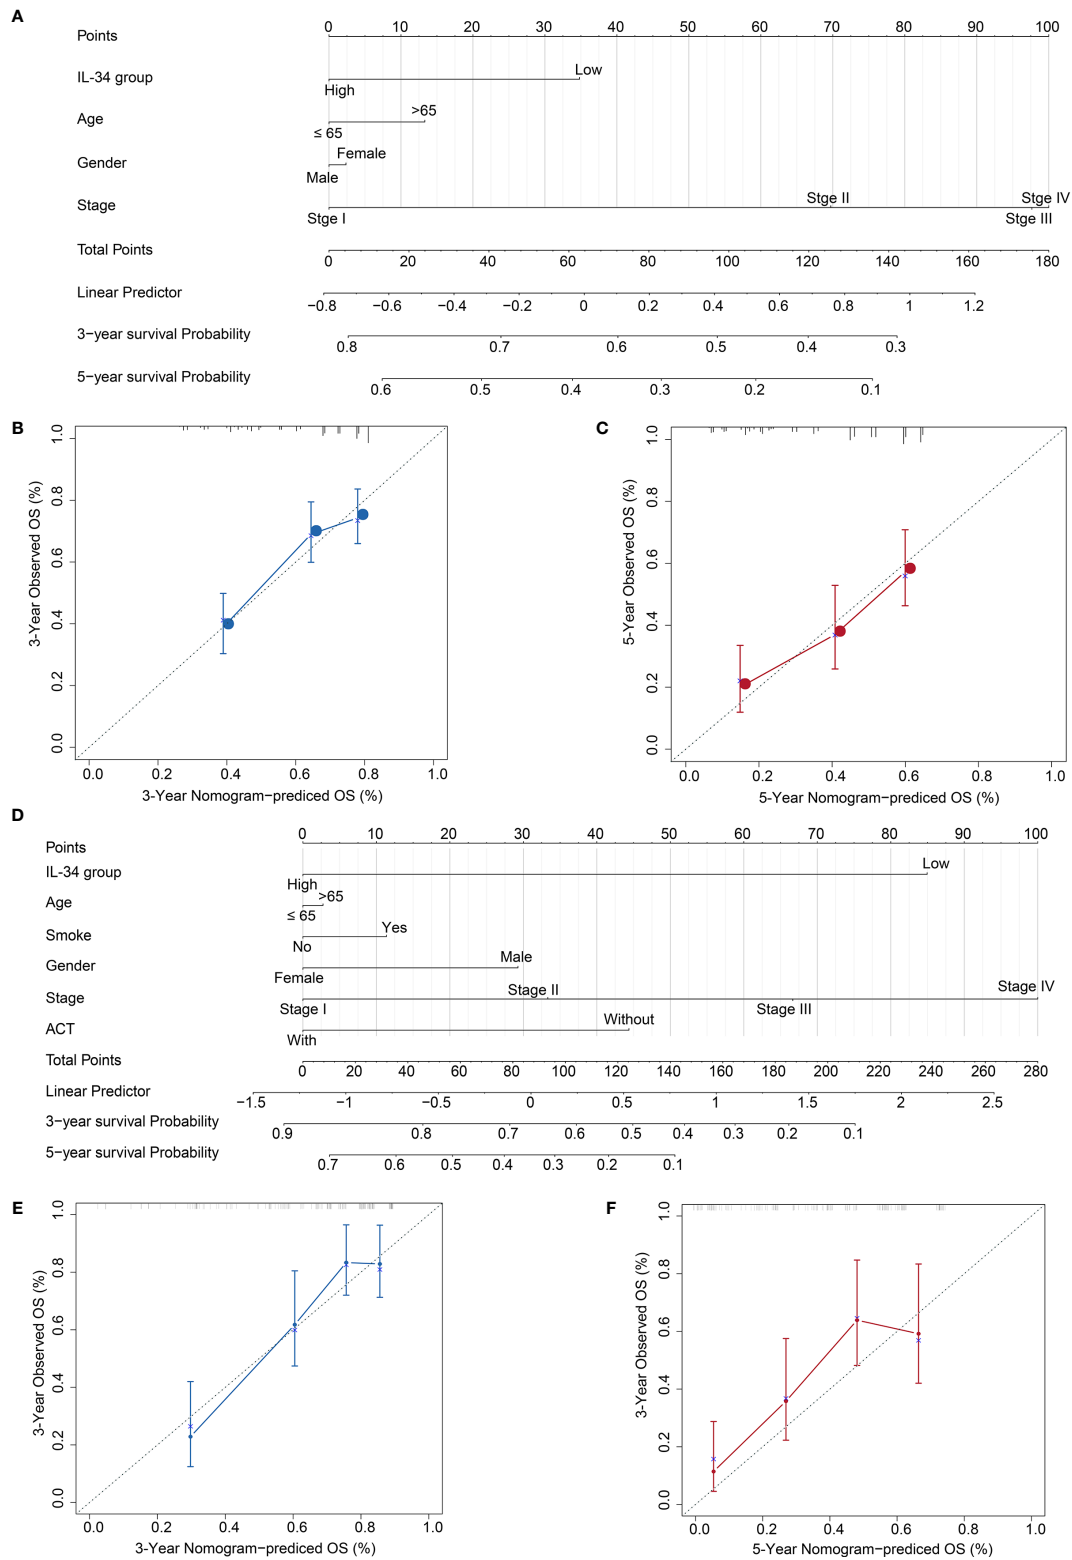 A
Points
0 10 20 30 40 50 60 70 80 90 100
IL-34 group
Low
High
Age
>65
≤ 65
Gender
Female
Male
Stage
Stge II
Stge IV
Stge I
Stge III
Total Points
0 20 40 60 80 100 120 140 160 180
Linear Predictor
−0.8 −0.6 −0.4 −0.2 0 0.2 0.4 0.6 0.8 1 1.2
3−year survival Probability
0.8 0.7 0.6 0.5 0.4 0.3
5−year survival Probability
0.6 0.5 0.4 0.3 0.2 0.1
B
3-Year Observed OS (%)
1.0
0.8
0.6
0.4
0.2
0.0
0.0 0.2 0.4 0.6 0.8 1.0
3-Year Nomogram−prediced OS (%)
C
5-Year Observed OS (%)
1.0
0.8
0.6
0.4
0.2
0.0
0.0 0.2 0.4 0.6 0.8 1.0
5-Year Nomogram−prediced OS (%)
D
Points
0 10 20 30 40 50 60 70 80 90 100
IL-34 group
Low
High
Age
>65
≤ 65
Smoke
Yes
No
Gender
Male
Female
Stage
Stage II
Stage IV
Stage I
Stage III
ACT
Without
With
Total Points
0 20 40 60 80 100 120 140 160 180 200 220 240 260 280
Linear Predictor
−1.5 −1 −0.5 0 0.5 1 1.5 2 2.5
3−year survival Probability
0.9 0.8 0.7 0.6 0.5 0.4 0.3 0.2 0.1
5−year survival Probability
0.7 0.6 0.5 0.4 0.3 0.2 0.1
E
3-Year Observed OS (%)
1.0
0.8
0.6
0.4
0.2
0.0
0.0 0.2 0.4 0.6 0.8 1.0
3-Year Nomogram−prediced OS (%)
F
3-Year Observed OS (%)
1.0
0.8
0.6
0.4
0.2
0.0
0.0 0.2 0.4 0.6 0.8 1.0
5-Year Nomogram−prediced OS (%)